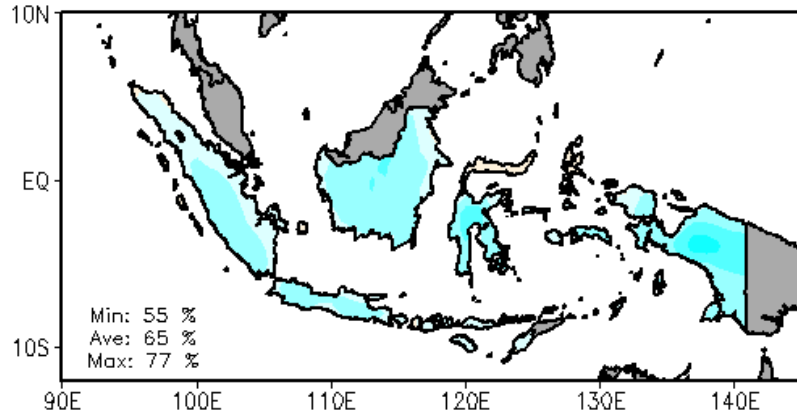 10N
EQ
Min: 55 %
Ave: 65 %
Max: 77 %
10S
90E 100E 110E 120E 130E 140E